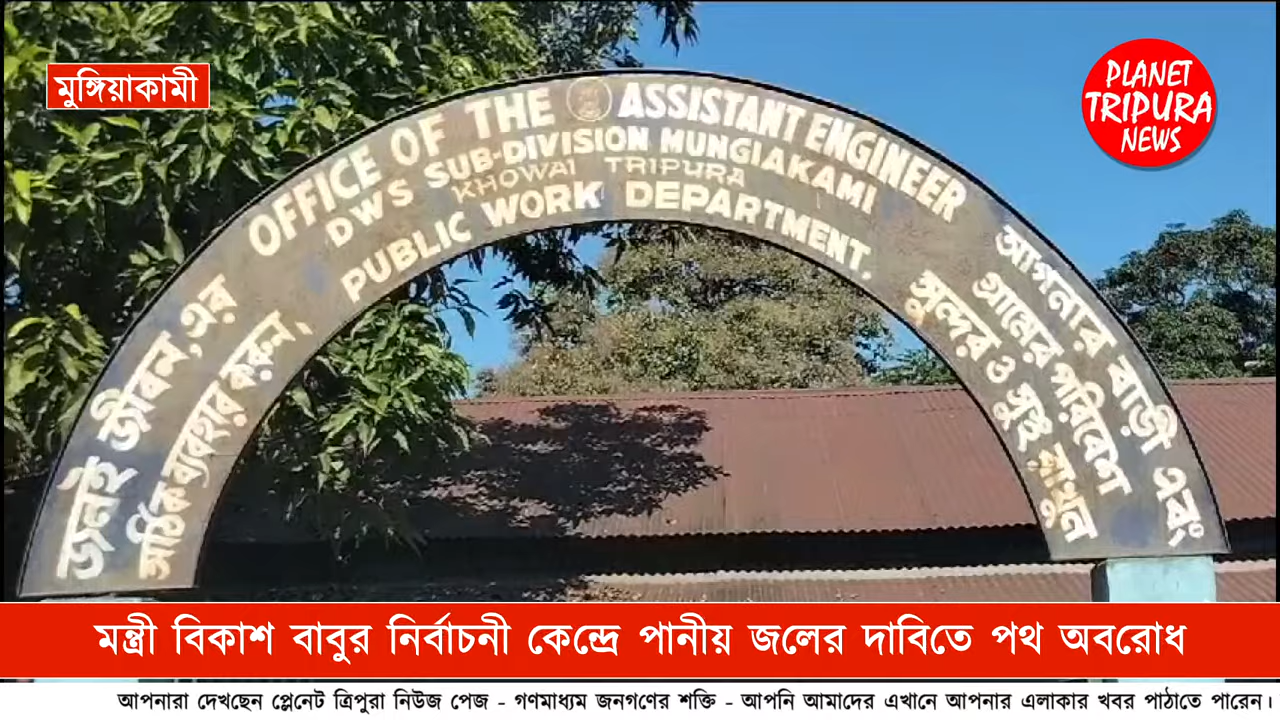 মুঙ্গিয়াকামী
PLANET
TRIPURA
NEWS
OFFICE OF THE ASSISTANT ENGINEER
DWS SUB-DIVISION MUNGIAKAMI
KHOWAI TRIPURA
PUBLIC WORK DEPARTMENT.
জনই জীবন,এর
সঠিক ব্যবহার করুন,
আপনার বাড়ী এবং
গ্রামের পরিবেশ
সুন্দর ও সুষ্ঠ রাখুন
মন্ত্রী বিকাশ বাবুর নির্বাচনী কেন্দ্রে পানীয় জলের দাবিতে পথ অবরোধ
আপনারা দেখছেন প্লেনেট ত্রিপুরা নিউজ পেজ - গণমাধ্যম জনগণের শক্তি - আপনি আমাদের এখানে আপনার এলাকার খবর পাঠাতে পারেন।